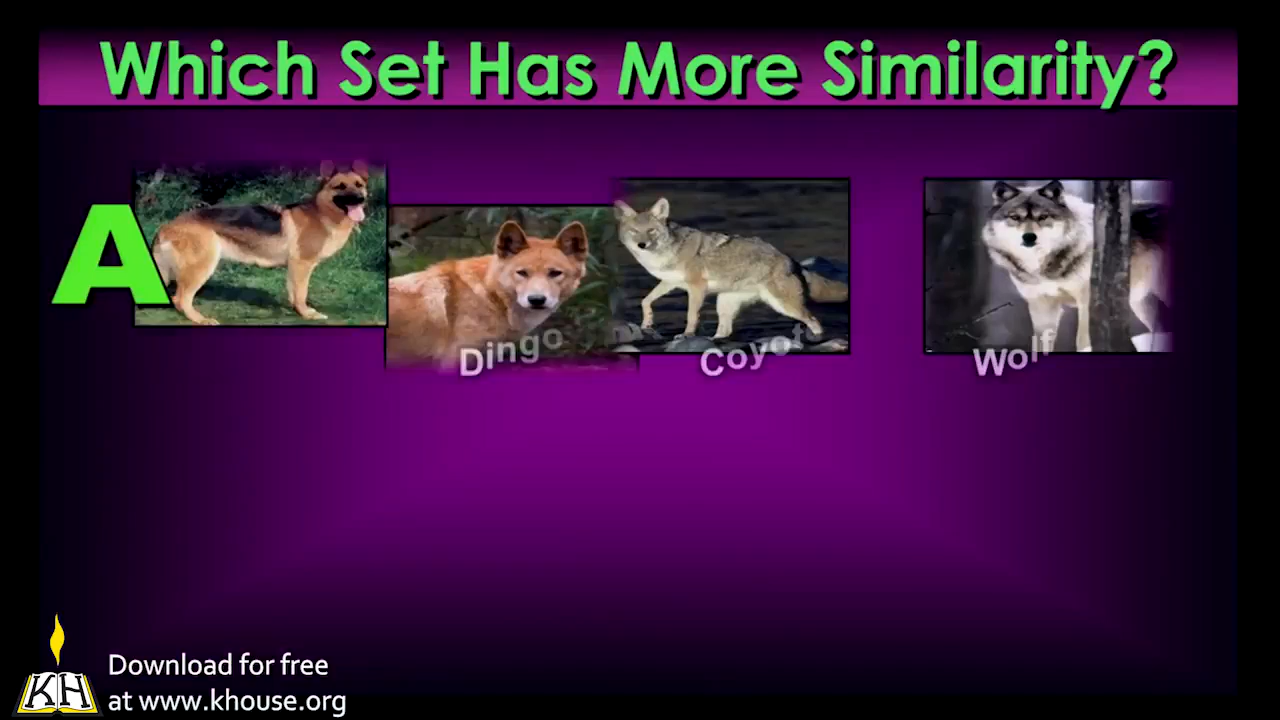 Which Set Has More Similarity?
A
Dingo
Coyote
Wolf
KH
Download for free
at www.khouse.org